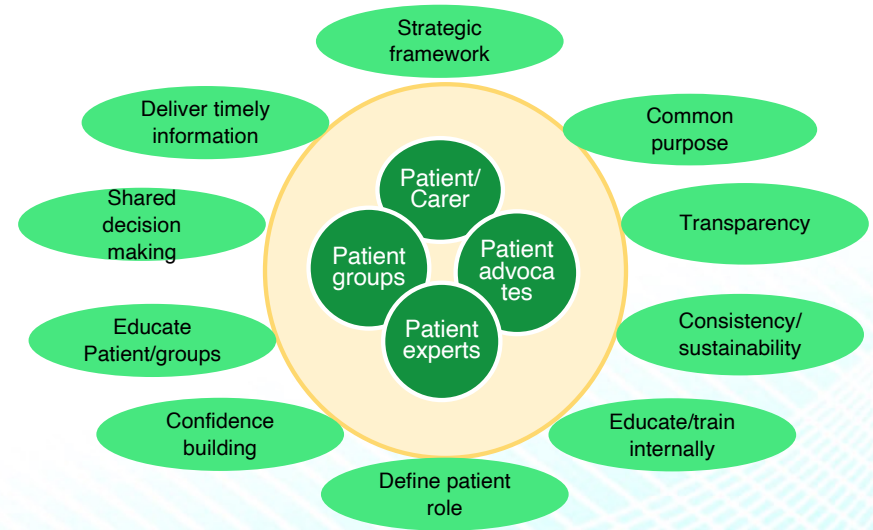 Strategic
framework
Deliver timely
information
Common
purpose
Patient/
Carer
Shared
decision
making
Transparency
Patient
groups
Patient
advoca
tes
Educate
Patient/groups
Patient
experts
Consistency/
sustainability
Confidence
building
Educate/train
internally
Define patient
role